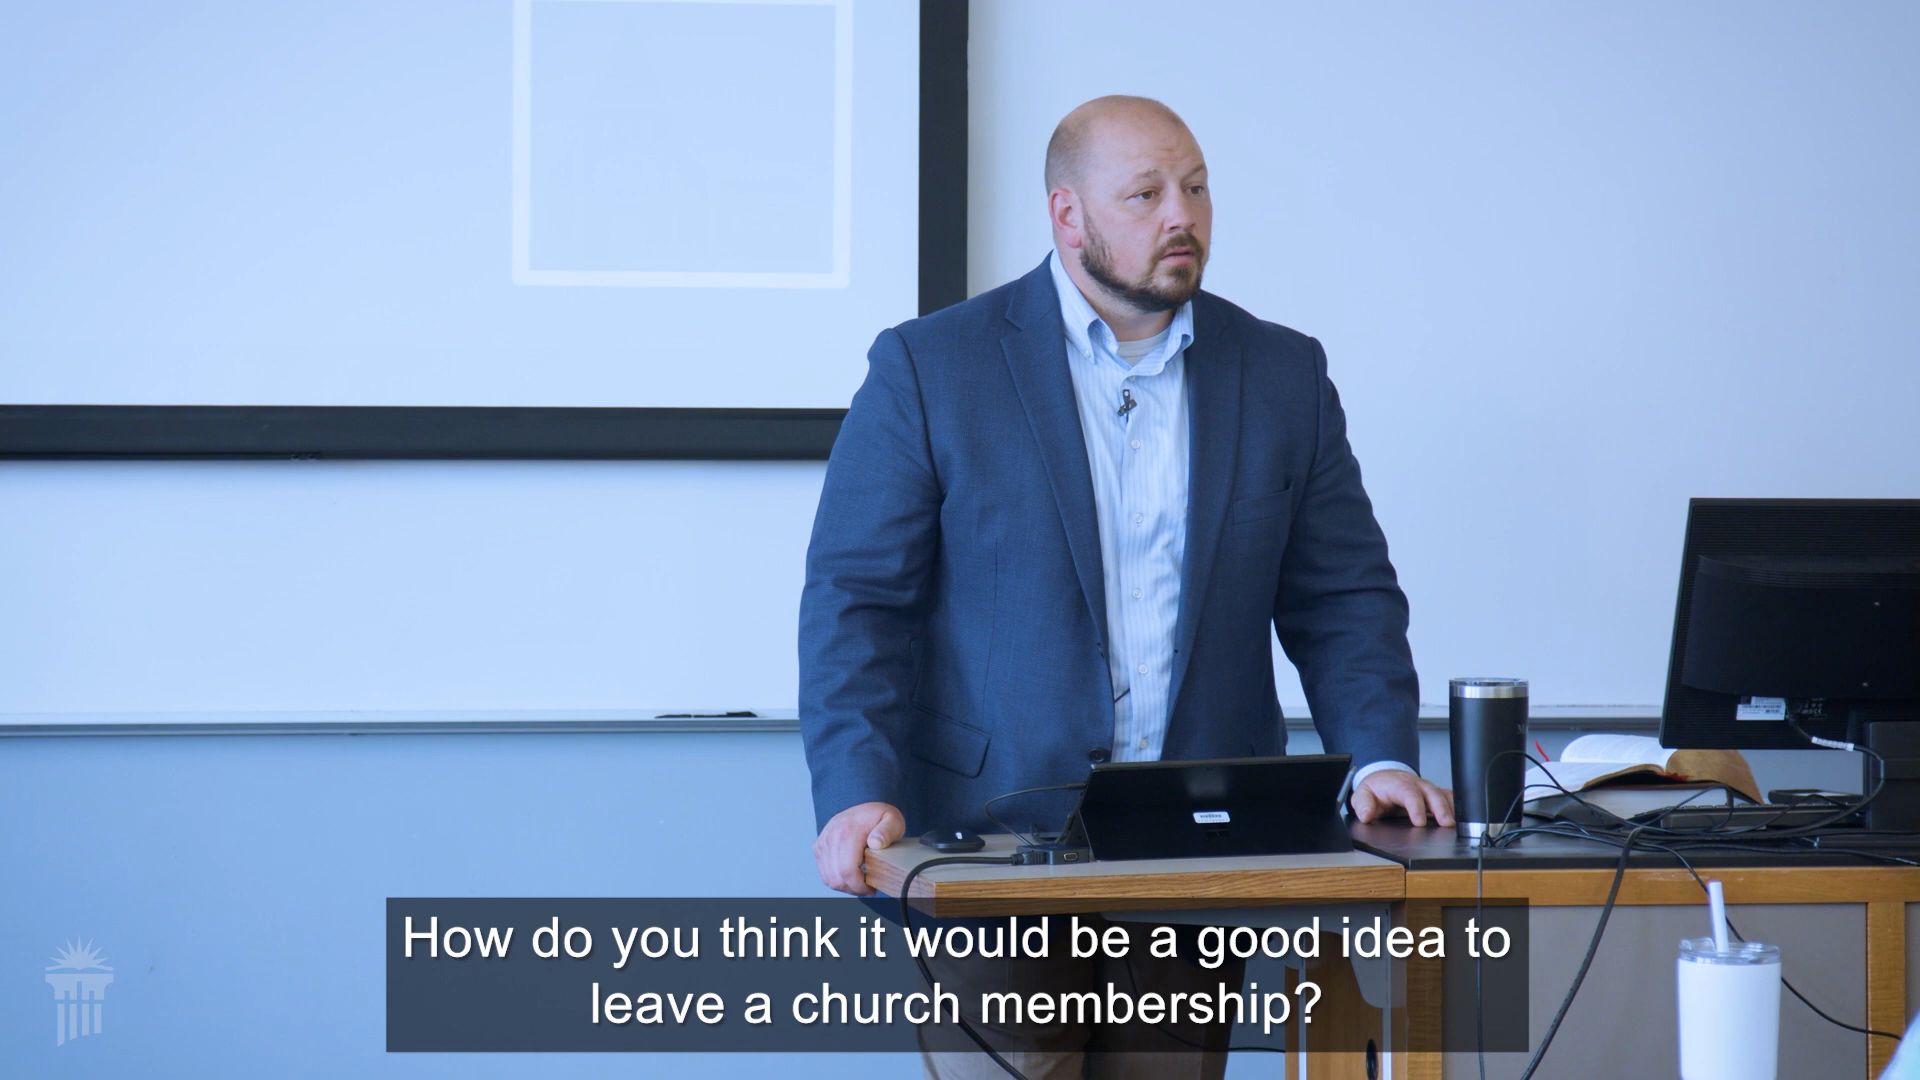 How do you think it would be a good idea to
leave a church membership?